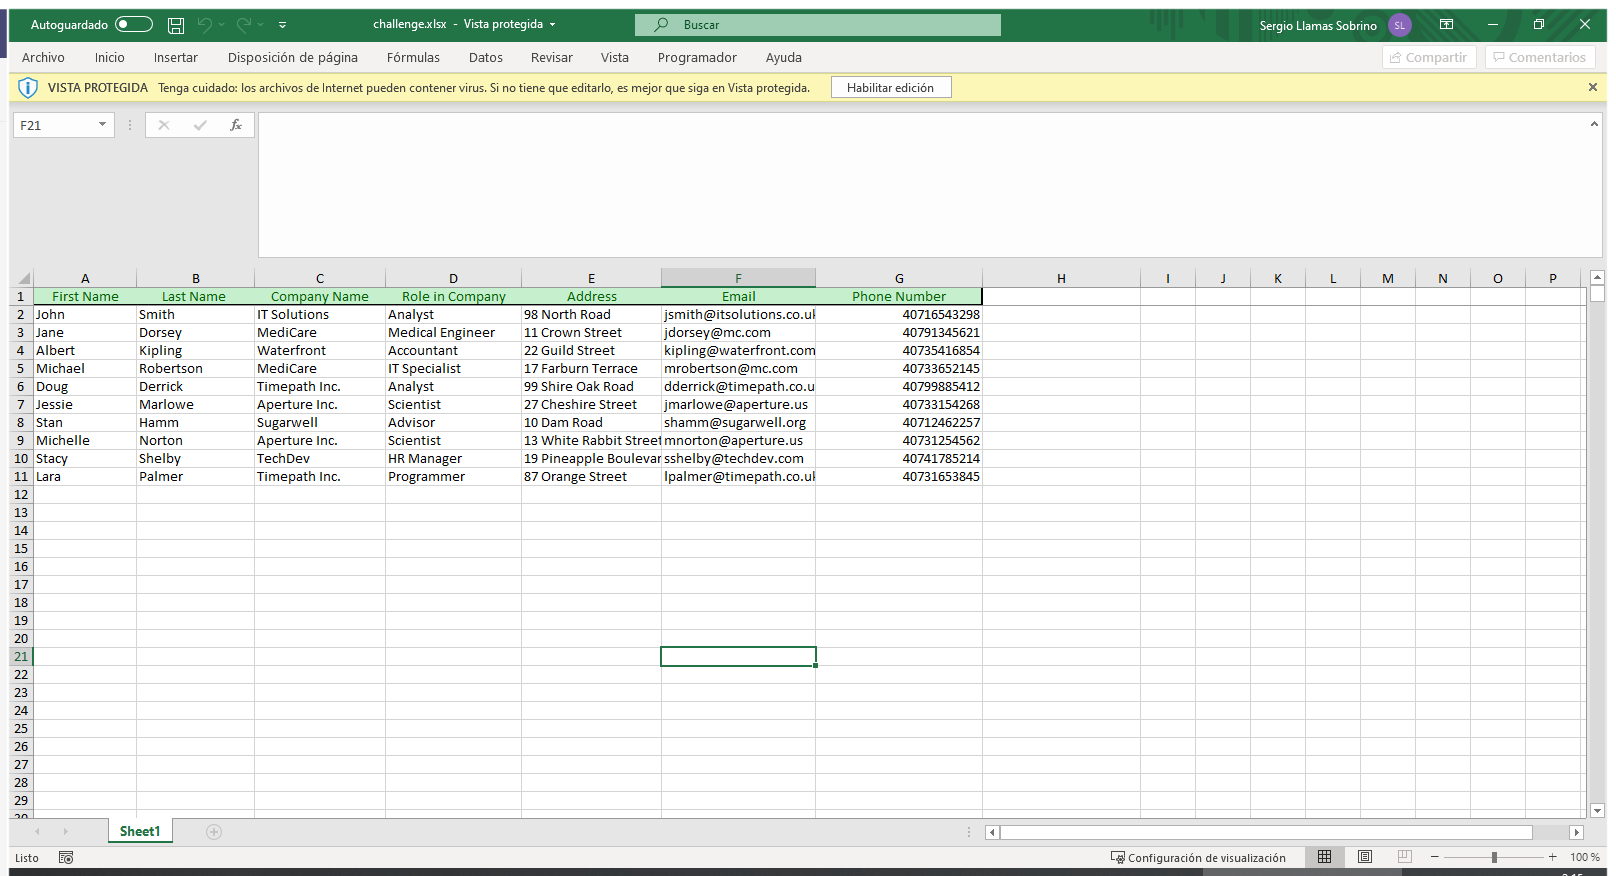 Autoguardado challenge.xlsx - Vista protegida Buscar Sergio Llamas Sobrino SL
Archivo Inicio Insertar Disposición de página Fórmulas Datos Revisar Vista Programador Ayuda Compartir Comentarios
VISTA PROTEGIDA Tenga cuidado: los archivos de Internet pueden contener virus. Si no tiene que editarlo, es mejor que siga en Vista protegida. Habilitar edición
F21 fx
A B C D E F G H I J K L M N O P
1 First Name Last Name Company Name Role in Company Address Email Phone Number
2 John Smith IT Solutions Analyst 98 North Road jsmith@itsolutions.co.uk 40716543298
3 Jane Dorsey MediCare Medical Engineer 11 Crown Street jdorsey@mc.com 40791345621
4 Albert Kipling Waterfront Accountant 22 Guild Street kipling@waterfront.com 40735416854
5 Michael Robertson MediCare IT Specialist 17 Farburn Terrace mrobertson@mc.com 40733652145
6 Doug Derrick Timepath Inc. Analyst 99 Shire Oak Road dderrick@timepath.co.u 40799885412
7 Jessie Marlowe Aperture Inc. Scientist 27 Cheshire Street jmarlowe@aperture.us 40733154268
8 Stan Hamm Sugarwell Advisor 10 Dam Road shamm@sugarwell.org 40712462257
9 Michelle Norton Aperture Inc. Scientist 13 White Rabbit Street mnorton@aperture.us 40731254562
10 Stacy Shelby TechDev HR Manager 19 Pineapple Boulevar sshelby@techdev.com 40741785214
11 Lara Palmer Timepath Inc. Programmer 87 Orange Street lpalmer@timepath.co.uk 40731653845
12
13
14
15
16
17
18
19
20
21
22
23
24
25
26
27
28
29
Sheet1
Listo Configuración de visualización 100 %